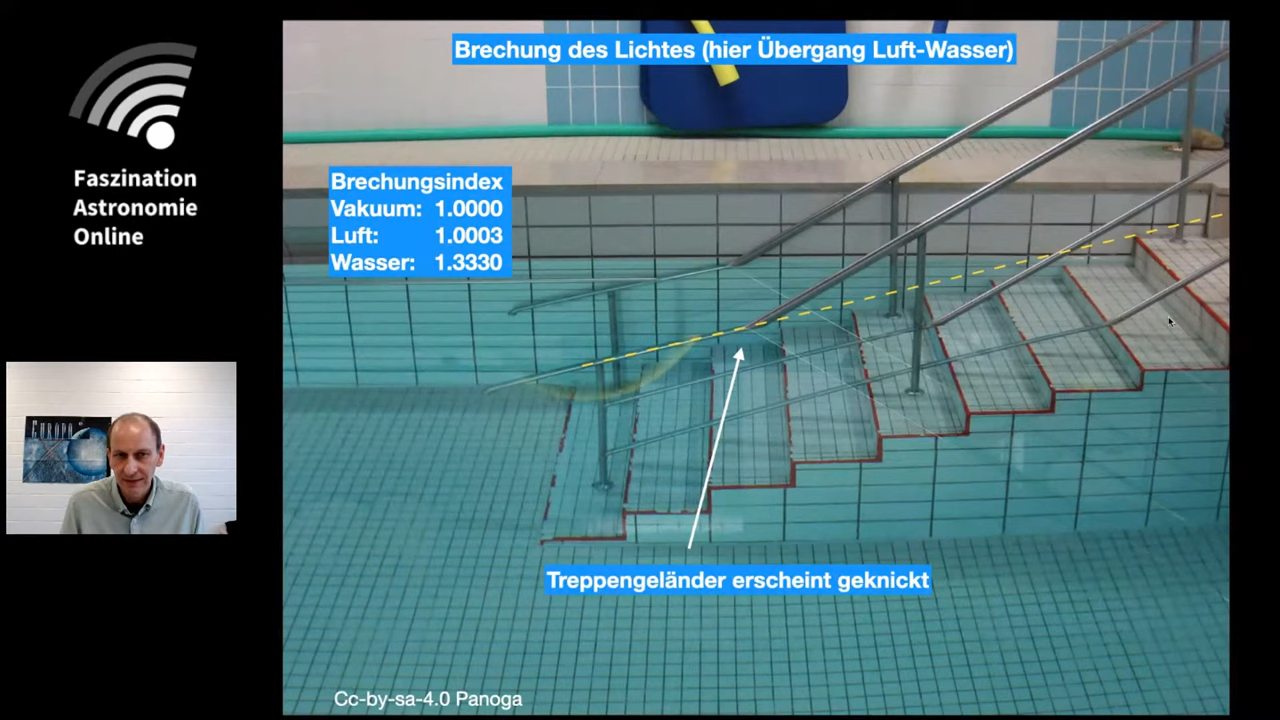 Brechung des Lichtes (hier Übergang Luft-Wasser)
Faszination
Astronomie
Online
Brechungsindex
Vakuum: 1.0000
Luft: 1.0003
Wasser: 1.3330
EUROPA
Treppengeländer erscheint geknickt
Cc-by-sa-4.0 Panoga